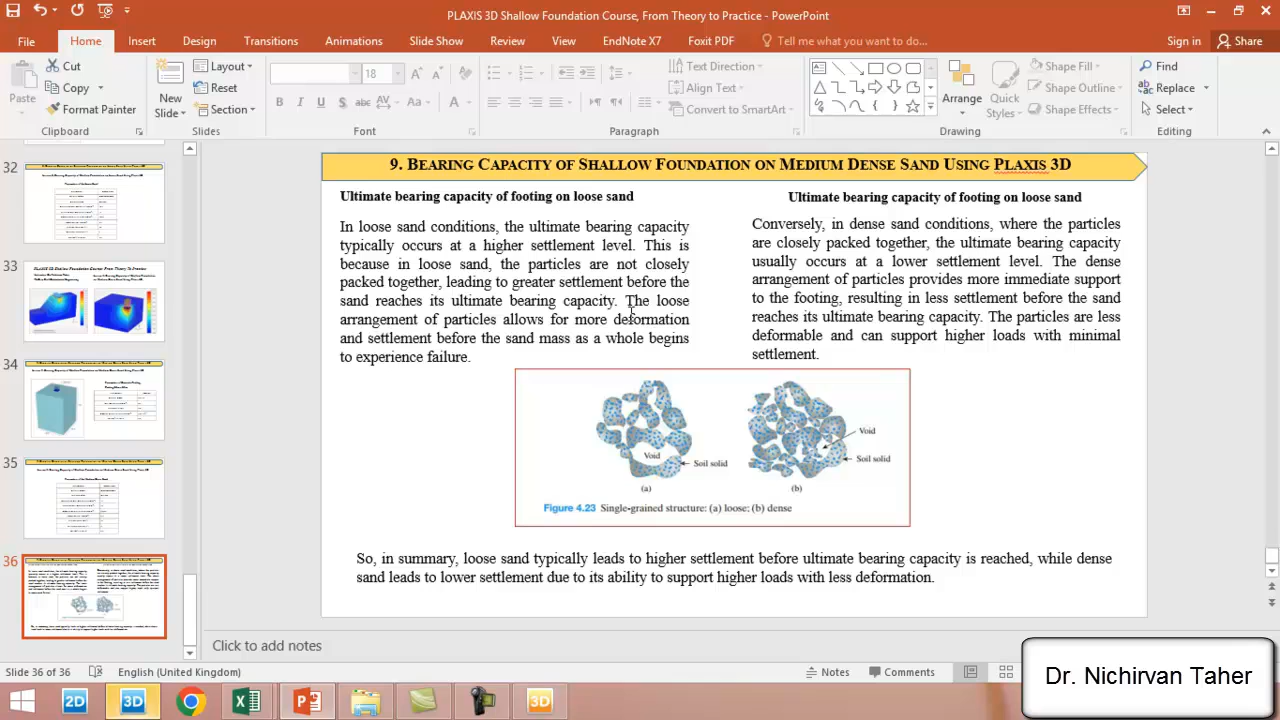 PLAXIS 3D Shallow Foundation Course, From Theory to Practice - PowerPoint
File Home Insert Design Transitions Animations Slide Show Review View EndNote X7 Foxit PDF Tell me what you want to do... Sign in Share
Paste
Cut
Copy
Format Painter
Clipboard
New
Slide
Layout
Reset
Section
Slides
18
Font
Text Direction
Align Text
Convert to SmartArt
Paragraph
Arrange
Quick
Styles
Shape Fill
Shape Outline
Shape Effects
Drawing
Find
Replace
Select
Editing
32
33
34
35
36
9. BEARING CAPACITY OF SHALLOW FOUNDATION ON MEDIUM DENSE SAND USING PLAXIS 3D
Ultimate bearing capacity of footing on loose sand
In loose sand conditions, the ultimate bearing capacity
typically occurs at a higher settlement level. This is
because in loose sand, the particles are not closely
packed together, leading to greater settlement before the
sand reaches its ultimate bearing capacity. The loose
arrangement of particles allows for more deformation
and settlement before the sand mass as a whole begins
to experience failure.
Ultimate bearing capacity of footing on loose sand
Conversely, in dense sand conditions, where the particles
are closely packed together, the ultimate bearing capacity
usually occurs at a lower settlement level. The dense
arrangement of particles provides more immediate support
to the footing, resulting in less settlement before the sand
reaches its ultimate bearing capacity. The particles are less
deformable and can support higher loads with minimal
settlement.
Void
Soil solid
(a)
Void
Soil solid
(b)
Figure 4.23 Single-grained structure: (a) loose; (b) dense
So, in summary, loose sand typically leads to higher settlement before ultimate bearing capacity is reached, while dense
sand leads to lower settlement due to its ability to support higher loads with less deformation.
Click to add notes
Slide 36 of 36 English (United Kingdom) Notes Comments
Dr. Nichirvan Taher
2D 3D 3D